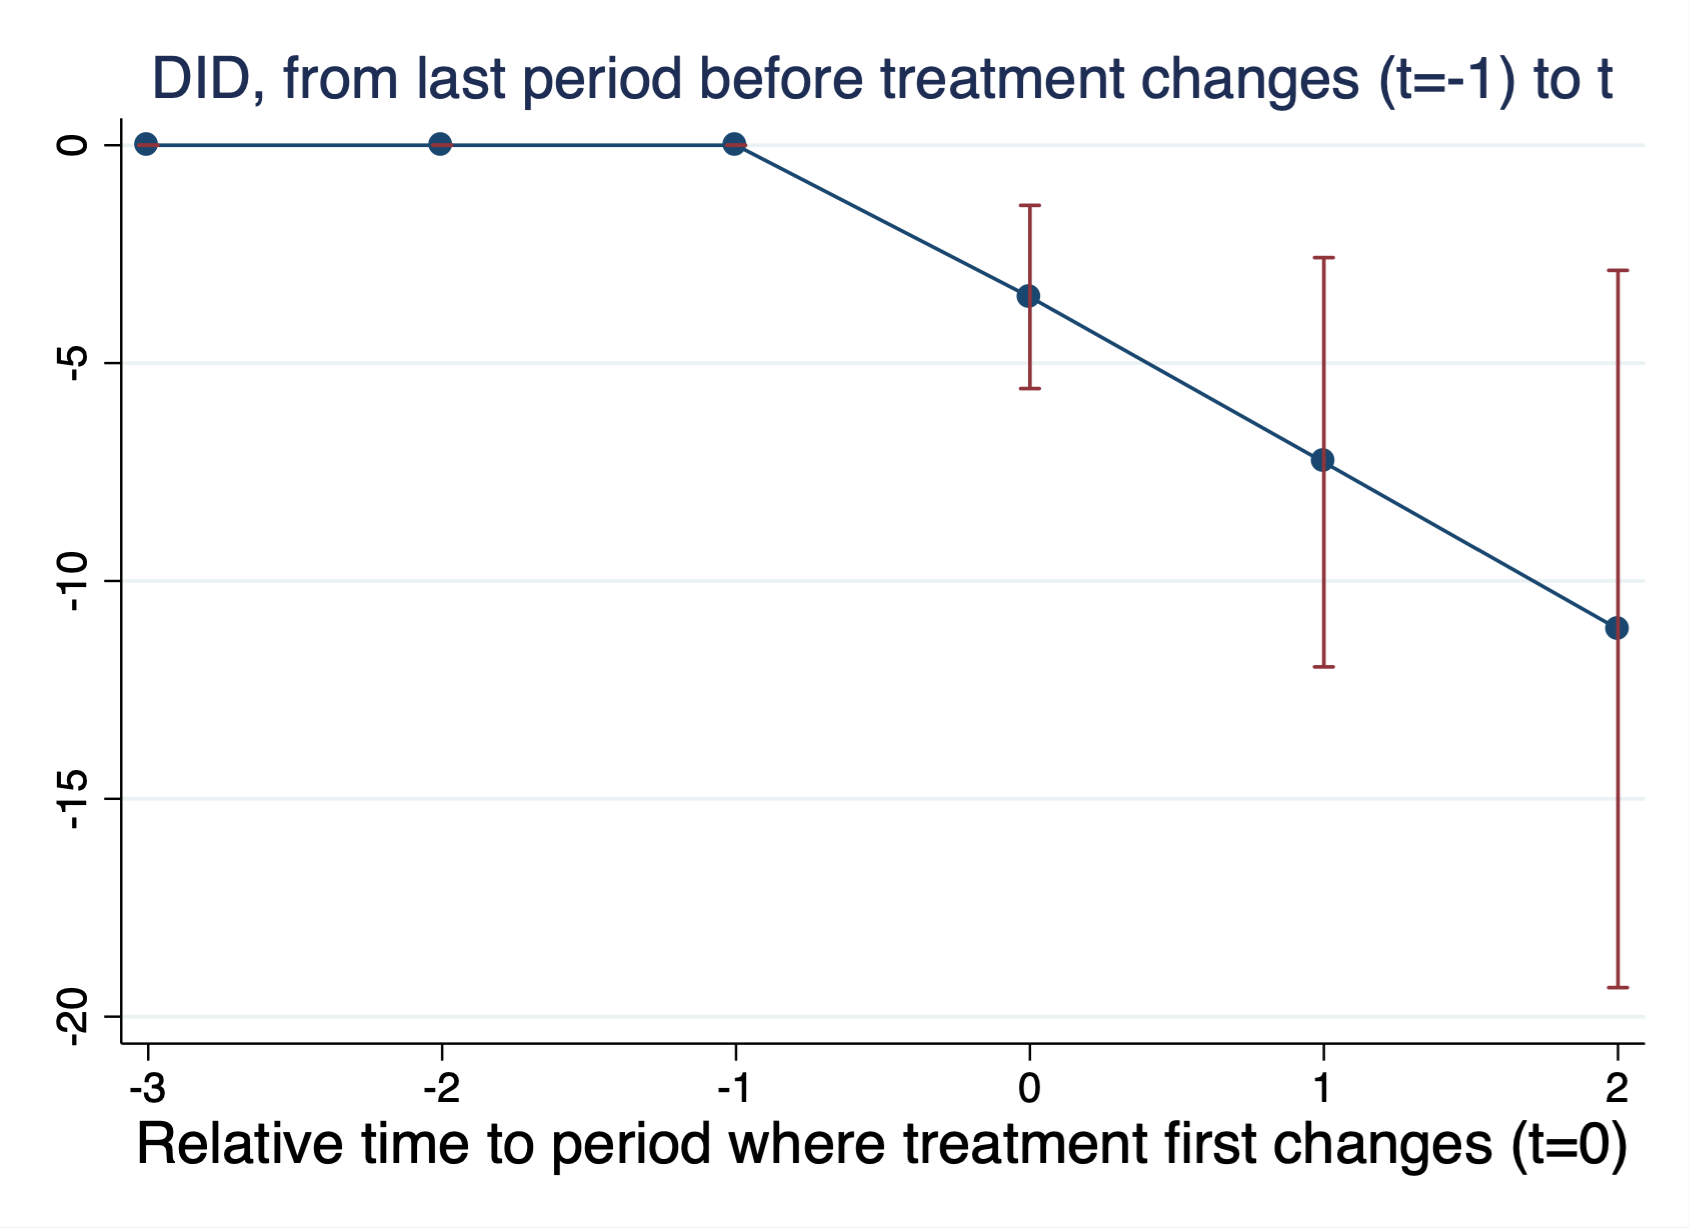 DID, from last period before treatment changes (t=-1) to t
0
-5
-10
-15
-20
-3 -2 -1 0 1 2
Relative time to period where treatment first changes (t=0)